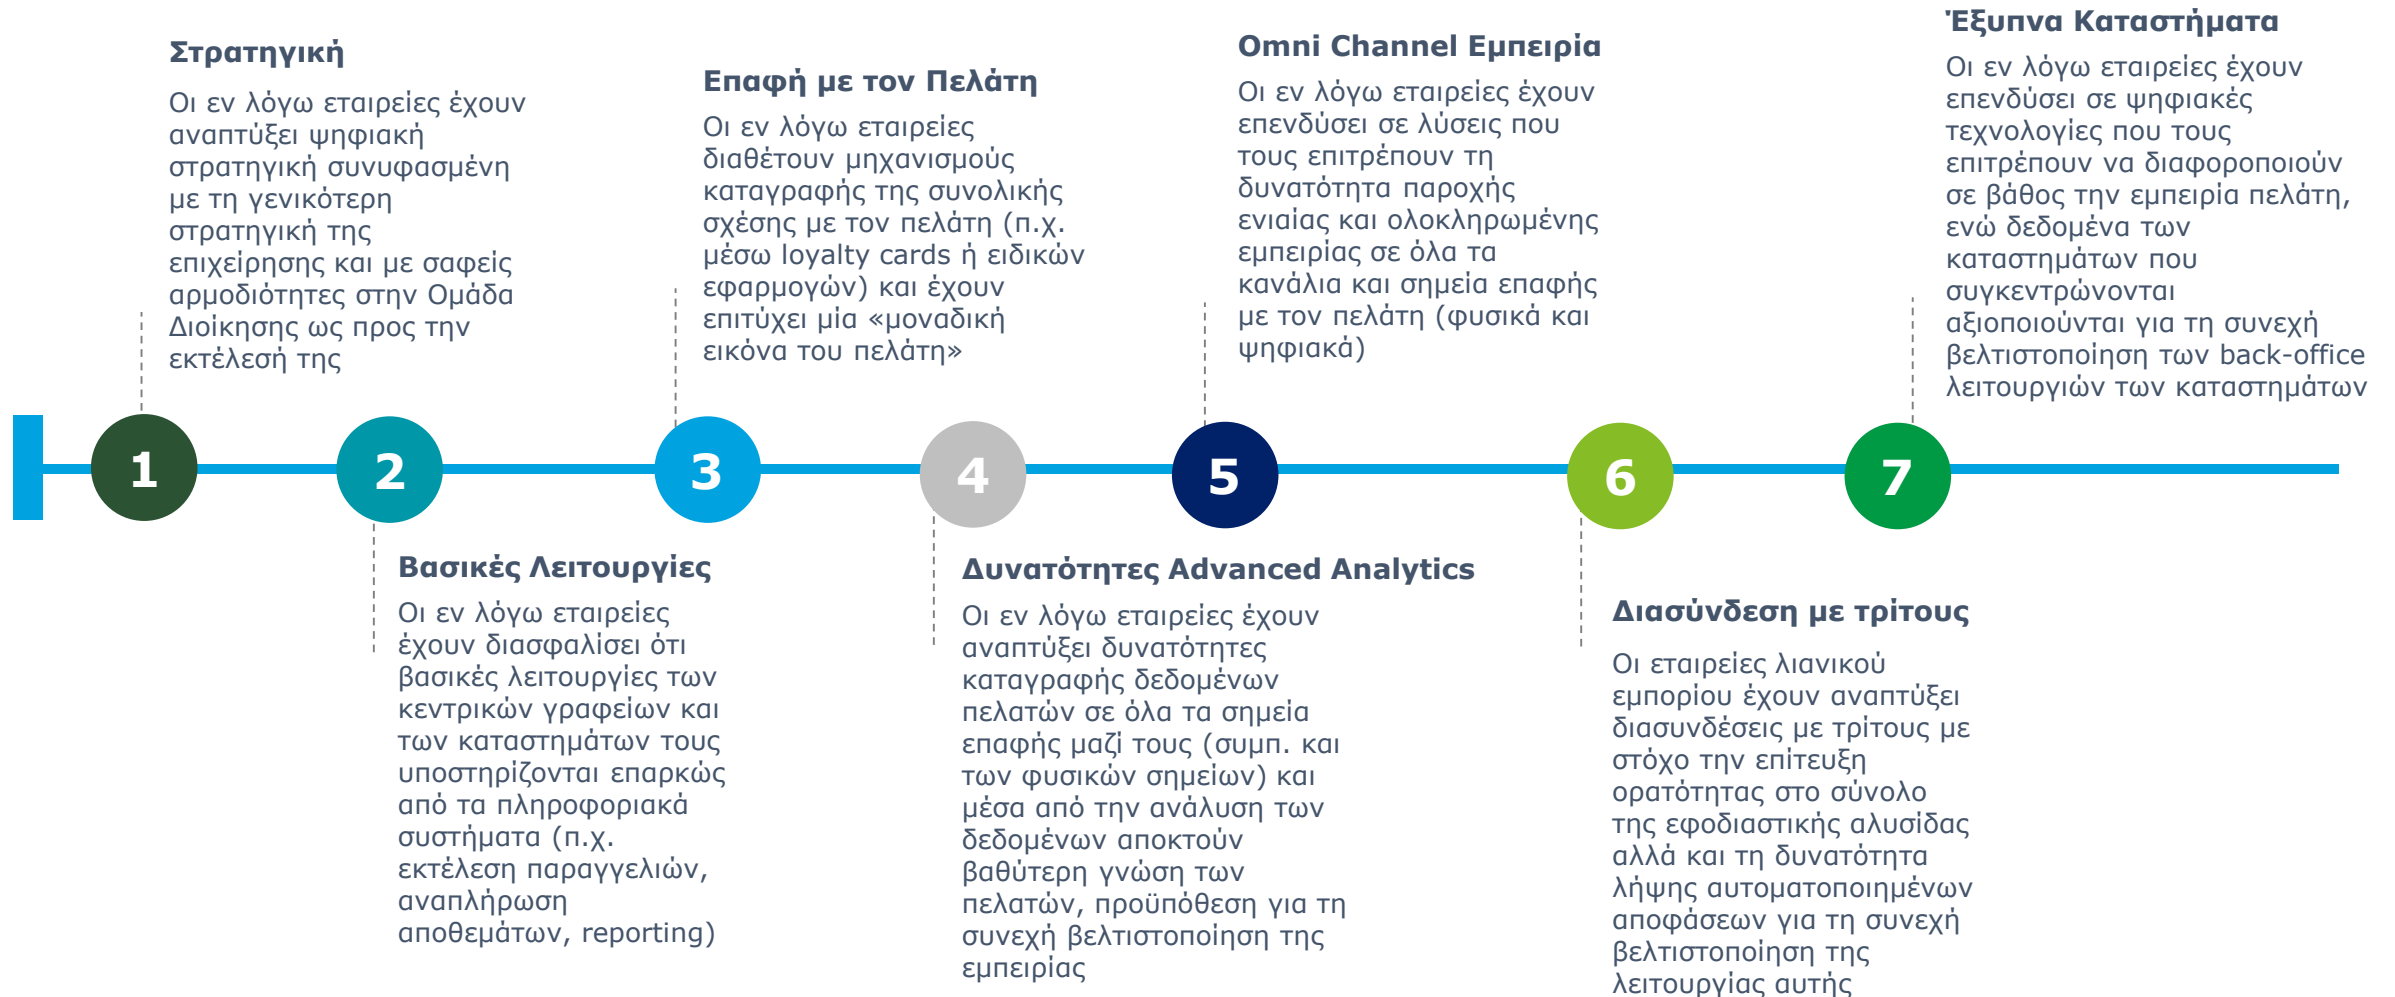 Στρατηγική
Οι εν λόγω εταιρείες έχουν
αναπτύξει ψηφιακή
στρατηγική συνυφασμένη
με τη γενικότερη
στρατηγική της
επιχείρησης και με σαφείς
αρμοδιότητες στην Ομάδα
Διοίκησης ως προς την
εκτέλεσή της
1
2
Βασικές Λειτουργίες
Οι εν λόγω εταιρείες
έχουν διασφαλίσει ότι
βασικές λειτουργίες των
κεντρικών γραφείων και
των καταστημάτων τους
υποστηρίζονται επαρκώς
από τα πληροφοριακά
συστήματα (π.χ.
εκτέλεση παραγγελιών,
αναπλήρωση
αποθεμάτων, reporting)
Επαφή με τον Πελάτη
Οι εν λόγω εταιρείες
διαθέτουν μηχανισμούς
καταγραφής της συνολικής
σχέσης με τον πελάτη (π.χ.
μέσω loyalty cards ή ειδικών
εφαρμογών) και έχουν
επιτύχει μία «μοναδική
εικόνα του πελάτη»
3
4
Δυνατότητες Advanced Analytics
Οι εν λόγω εταιρείες έχουν
αναπτύξει δυνατότητες
καταγραφής δεδομένων
πελατών σε όλα τα σημεία
επαφής μαζί τους (συμπ. και
των φυσικών σημείων) και
μέσα από την ανάλυση των
δεδομένων αποκτούν
βαθύτερη γνώση των
πελατών, προϋπόθεση για τη
συνεχή βελτιστοποίηση της
εμπειρίας
Omni Channel Εμπειρία
Οι εν λόγω εταιρείες έχουν
επενδύσει σε λύσεις που
τους επιτρέπουν τη
δυνατότητα παροχής
ενιαίας και ολοκληρωμένης
εμπειρίας σε όλα τα
κανάλια και σημεία επαφής
με τον πελάτη (φυσικά και
ψηφιακά)
5
6
Διασύνδεση με τρίτους
Οι εταιρείες λιανικού
εμπορίου έχουν αναπτύξει
διασυνδέσεις με τρίτους με
στόχο την επίτευξη
ορατότητας στο σύνολο
της εφοδιαστικής αλυσίδας
αλλά και τη δυνατότητα
λήψης αυτοματοποιημένων
αποφάσεων για τη συνεχή
βελτιστοποίηση της
λειτουργίας αυτής
Έξυπνα Καταστήματα
Οι εν λόγω εταιρείες έχουν
επενδύσει σε ψηφιακές
τεχνολογίες που τους
επιτρέπουν να διαφοροποιούν
σε βάθος την εμπειρία πελάτη,
ενώ δεδομένα των
καταστημάτων που
συγκεντρώνονται
αξιοποιούνται για τη συνεχή
βελτιστοποίηση των back-office
λειτουργιών των καταστημάτων
7